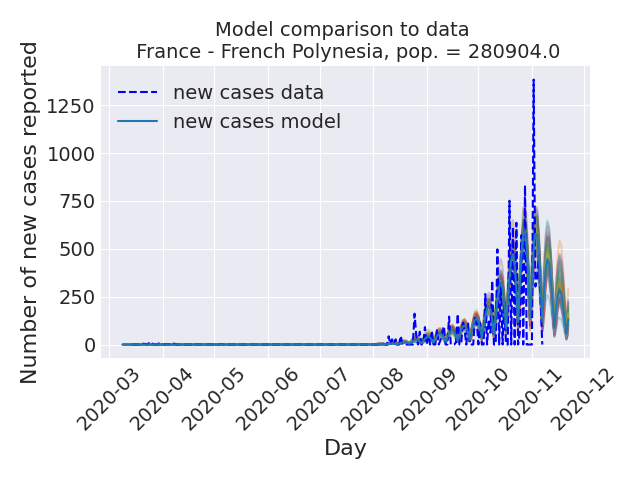 Model comparison to data
France - French Polynesia, pop. = 280904.0
new cases data
new cases model
Number of new cases reported
1250
1000
750
500
250
0
2020-03
2020-04
2020-05
2020-06
2020-07
2020-08
2020-09
2020-10
2020-11
2020-12
Day